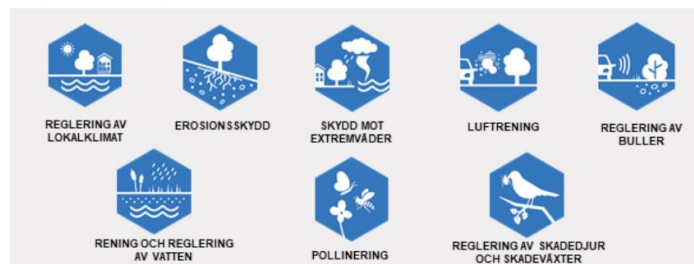 REGLERING AV
LOKALKLIMAT
EROSIONSSKYDD
SKYDD MOT
EXTREMVÄDER
LUFTRENING
REGLERING AV
BULLER
RENING OCH REGLERING
AV VATTEN
POLLINERING
REGLERING AV SKADEDJUR
OCH SKADEVÄXTER